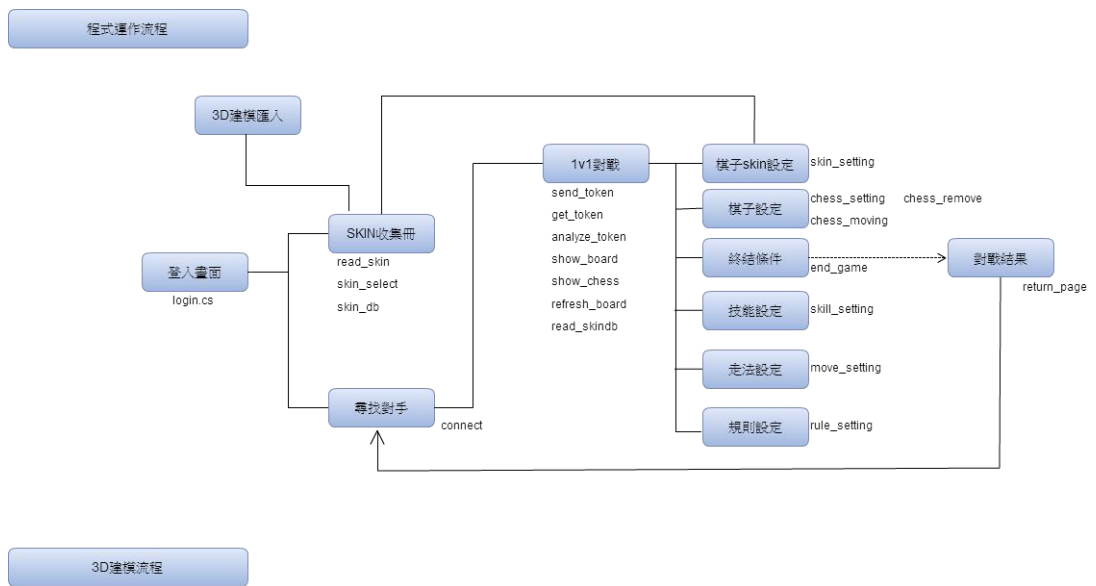 程式運作流程
3D建模匯入
SKIN收集冊
read_skin
skin_select
skin_db
登入畫面
login.cs
尋找對手
connect
1v1對戰
send_token
get_token
analyze_token
show_board
show_chess
refresh_board
read_skindb
棋子skin設定
skin_setting
棋子設定
chess_setting chess_remove
chess_moving
終結條件
end_game
對戰結果
return_page
技能設定
skill_setting
走法設定
move_setting
規則設定
rule_setting
3D建模流程